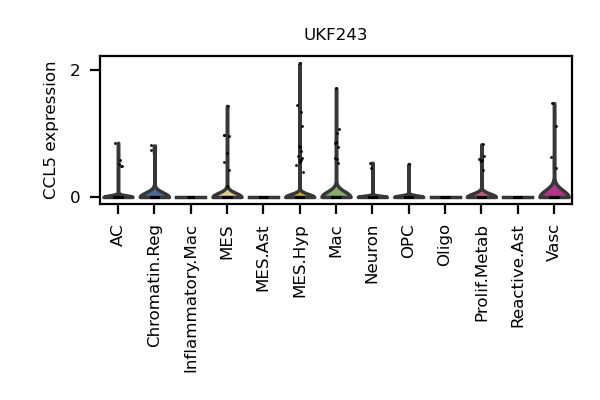 UKF243
CCL5 expression
2
0
AC
Chromatin.Reg
Inflammatory.Mac
MES
MES.Ast
MES.Hyp
Mac
Neuron
OPC
Oligo
Prolif.Metab
Reactive.Ast
Vasc